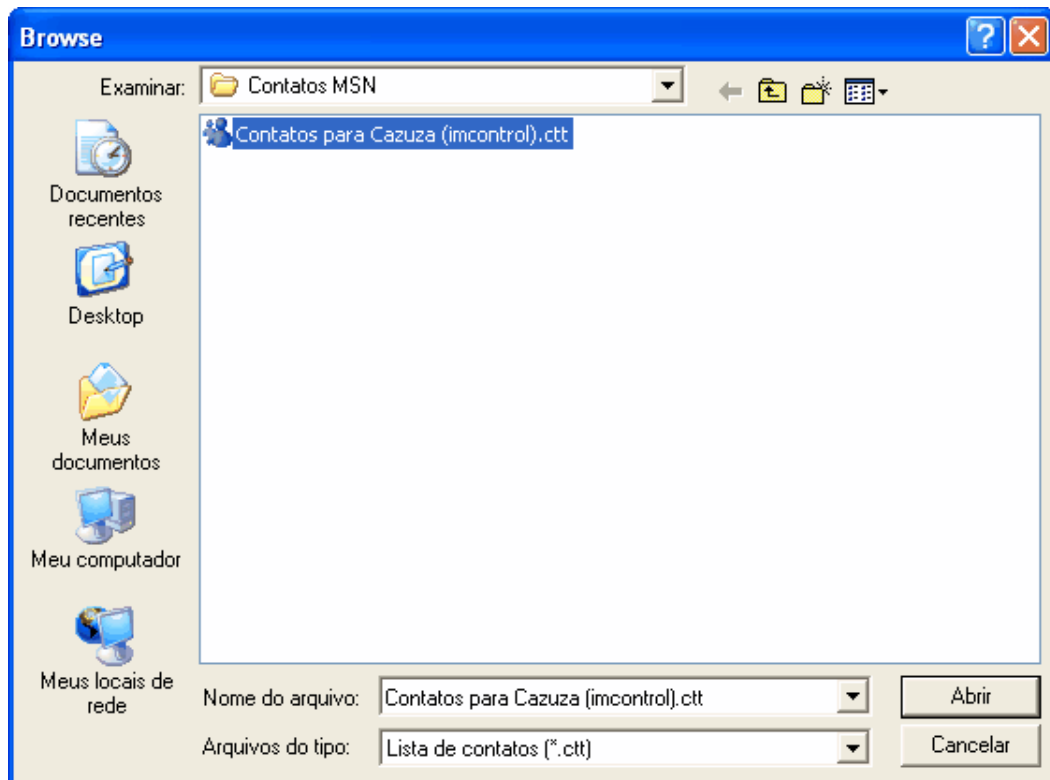 Browse
Examinar: Contatos MSN
Contatos para Cazuza (imcontrol).ctt
Documentos
recentes
Desktop
Meus
documentos
Meu computador
Meus locais de
rede
Nome do arquivo: Contatos para Cazuza (imcontrol).ctt Abrir
Arquivos do tipo: Lista de contatos (*.ctt) Cancelar